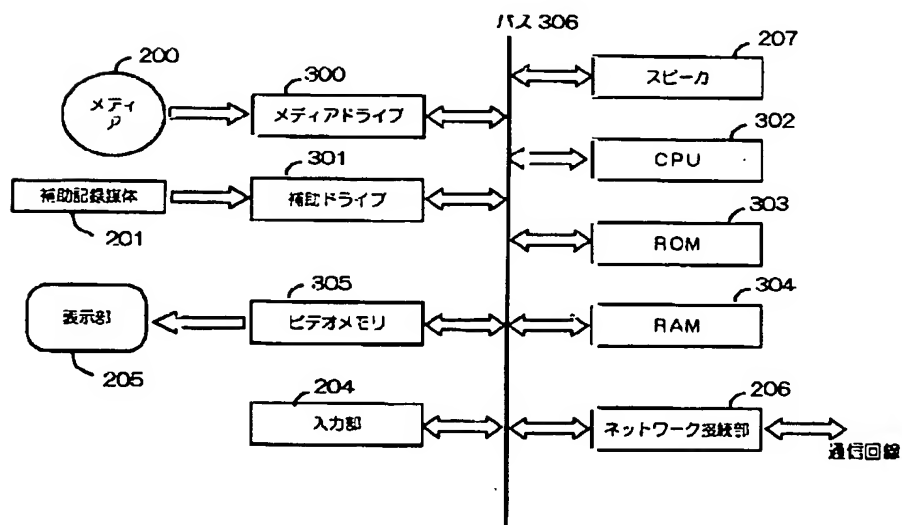 バス 306
200
メディ
ア
300
メディアドライブ
207
スピーカ
302
CPU
補助記録媒体
201
301
補助ドライブ
303
ROM
表示部
205
305
ビデオメモリ
304
RAM
204
入力部
206
ネットワーク接続部
通信回線